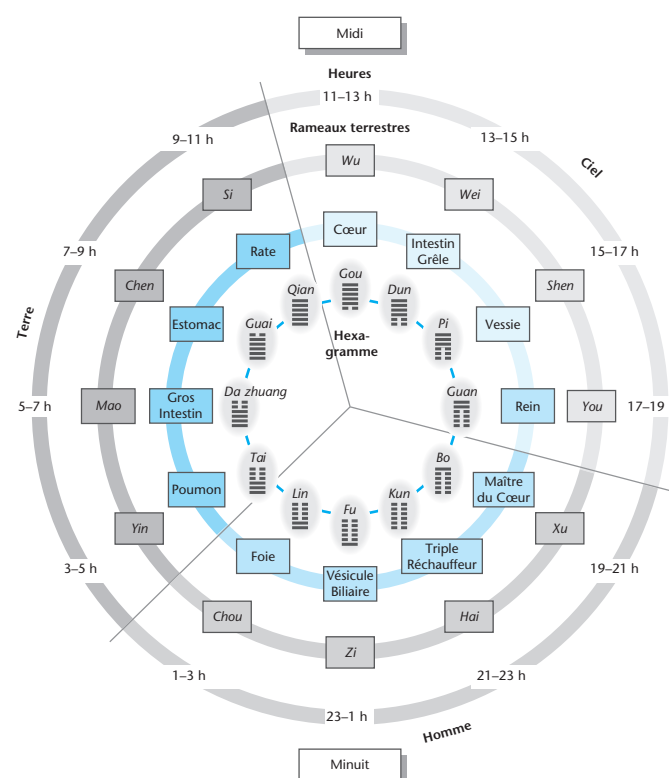 Midi
Heures
11–13 h
9–11 h
13–15 h
Rameaux terrestres
Ciel
Wu
Si
Wei
7–9 h
15–17 h
Cœur
Rate
Intestin
Grêle
Chen
Shen
Gou
Qian
Dun
Terre
Estomac
Guai
Pi
Vessie
Hexa-
gramme
5–7 h
Mao
Gros
Intestin
Da zhuang
Guan
Rein
You
17–19
Tai
Bo
Poumon
Maître
du Cœur
Lin
Kun
Fu
Yin
Xu
3–5 h
19–21 h
Foie
Triple
Réchauffeur
Vésicule
Biliaire
Chou
Hai
Zi
1–3 h
21–23 h
23–1 h
Homme
Minuit